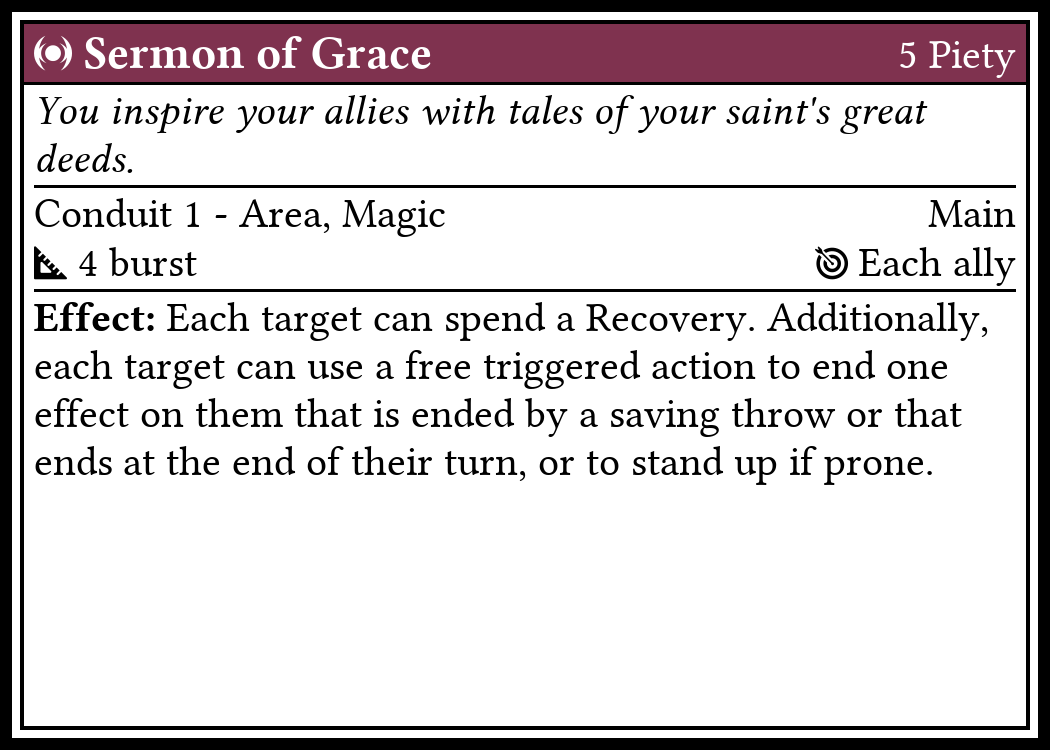 Sermon of Grace 5 Piety
You inspire your allies with tales of your saint's great
deeds.
Conduit 1 - Area, Magic Main
4 burst Each ally
Effect: Each target can spend a Recovery. Additionally,
each target can use a free triggered action to end one
effect on them that is ended by a saving throw or that
ends at the end of their turn, or to stand up if prone.